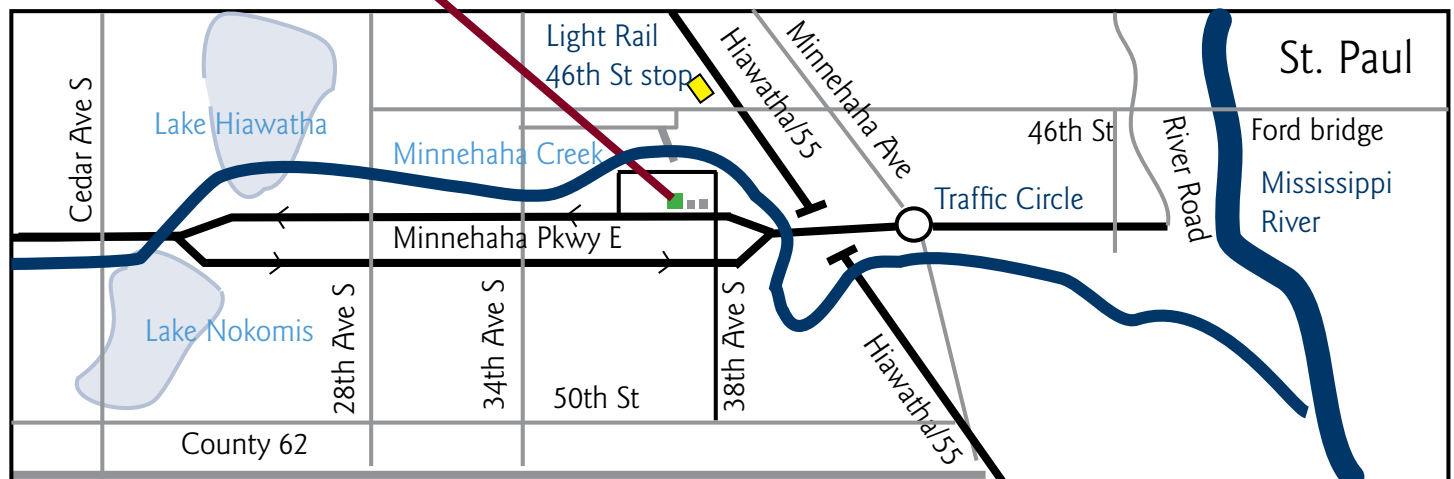 Light Rail
46th St stop
Hiawatha/55
Minnehaha Ave
St. Paul
Cedar Ave S
Lake Hiawatha
Minnehaha Creek
46th St
River Road
Ford bridge
Mississippi
River
Traffic Circle
Minnehaha Pkwy E
Lake Nokomis
28th Ave S
34th Ave S
50th St
38th Ave S
Hiawatha/55
County 62